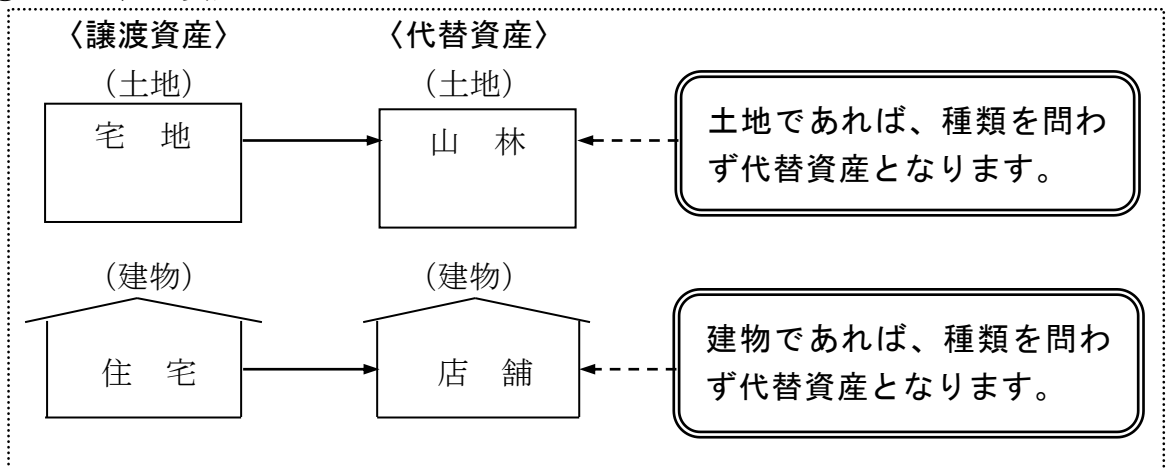 〈譲渡資産〉 〈代替資産〉
(土地) (土地)
宅 地 山 林
土地であれば、種類を問わ
ず代替資産となります。
(建物) (建物)
住 宅 店 舗
建物であれば、種類を問わ
ず代替資産となります。